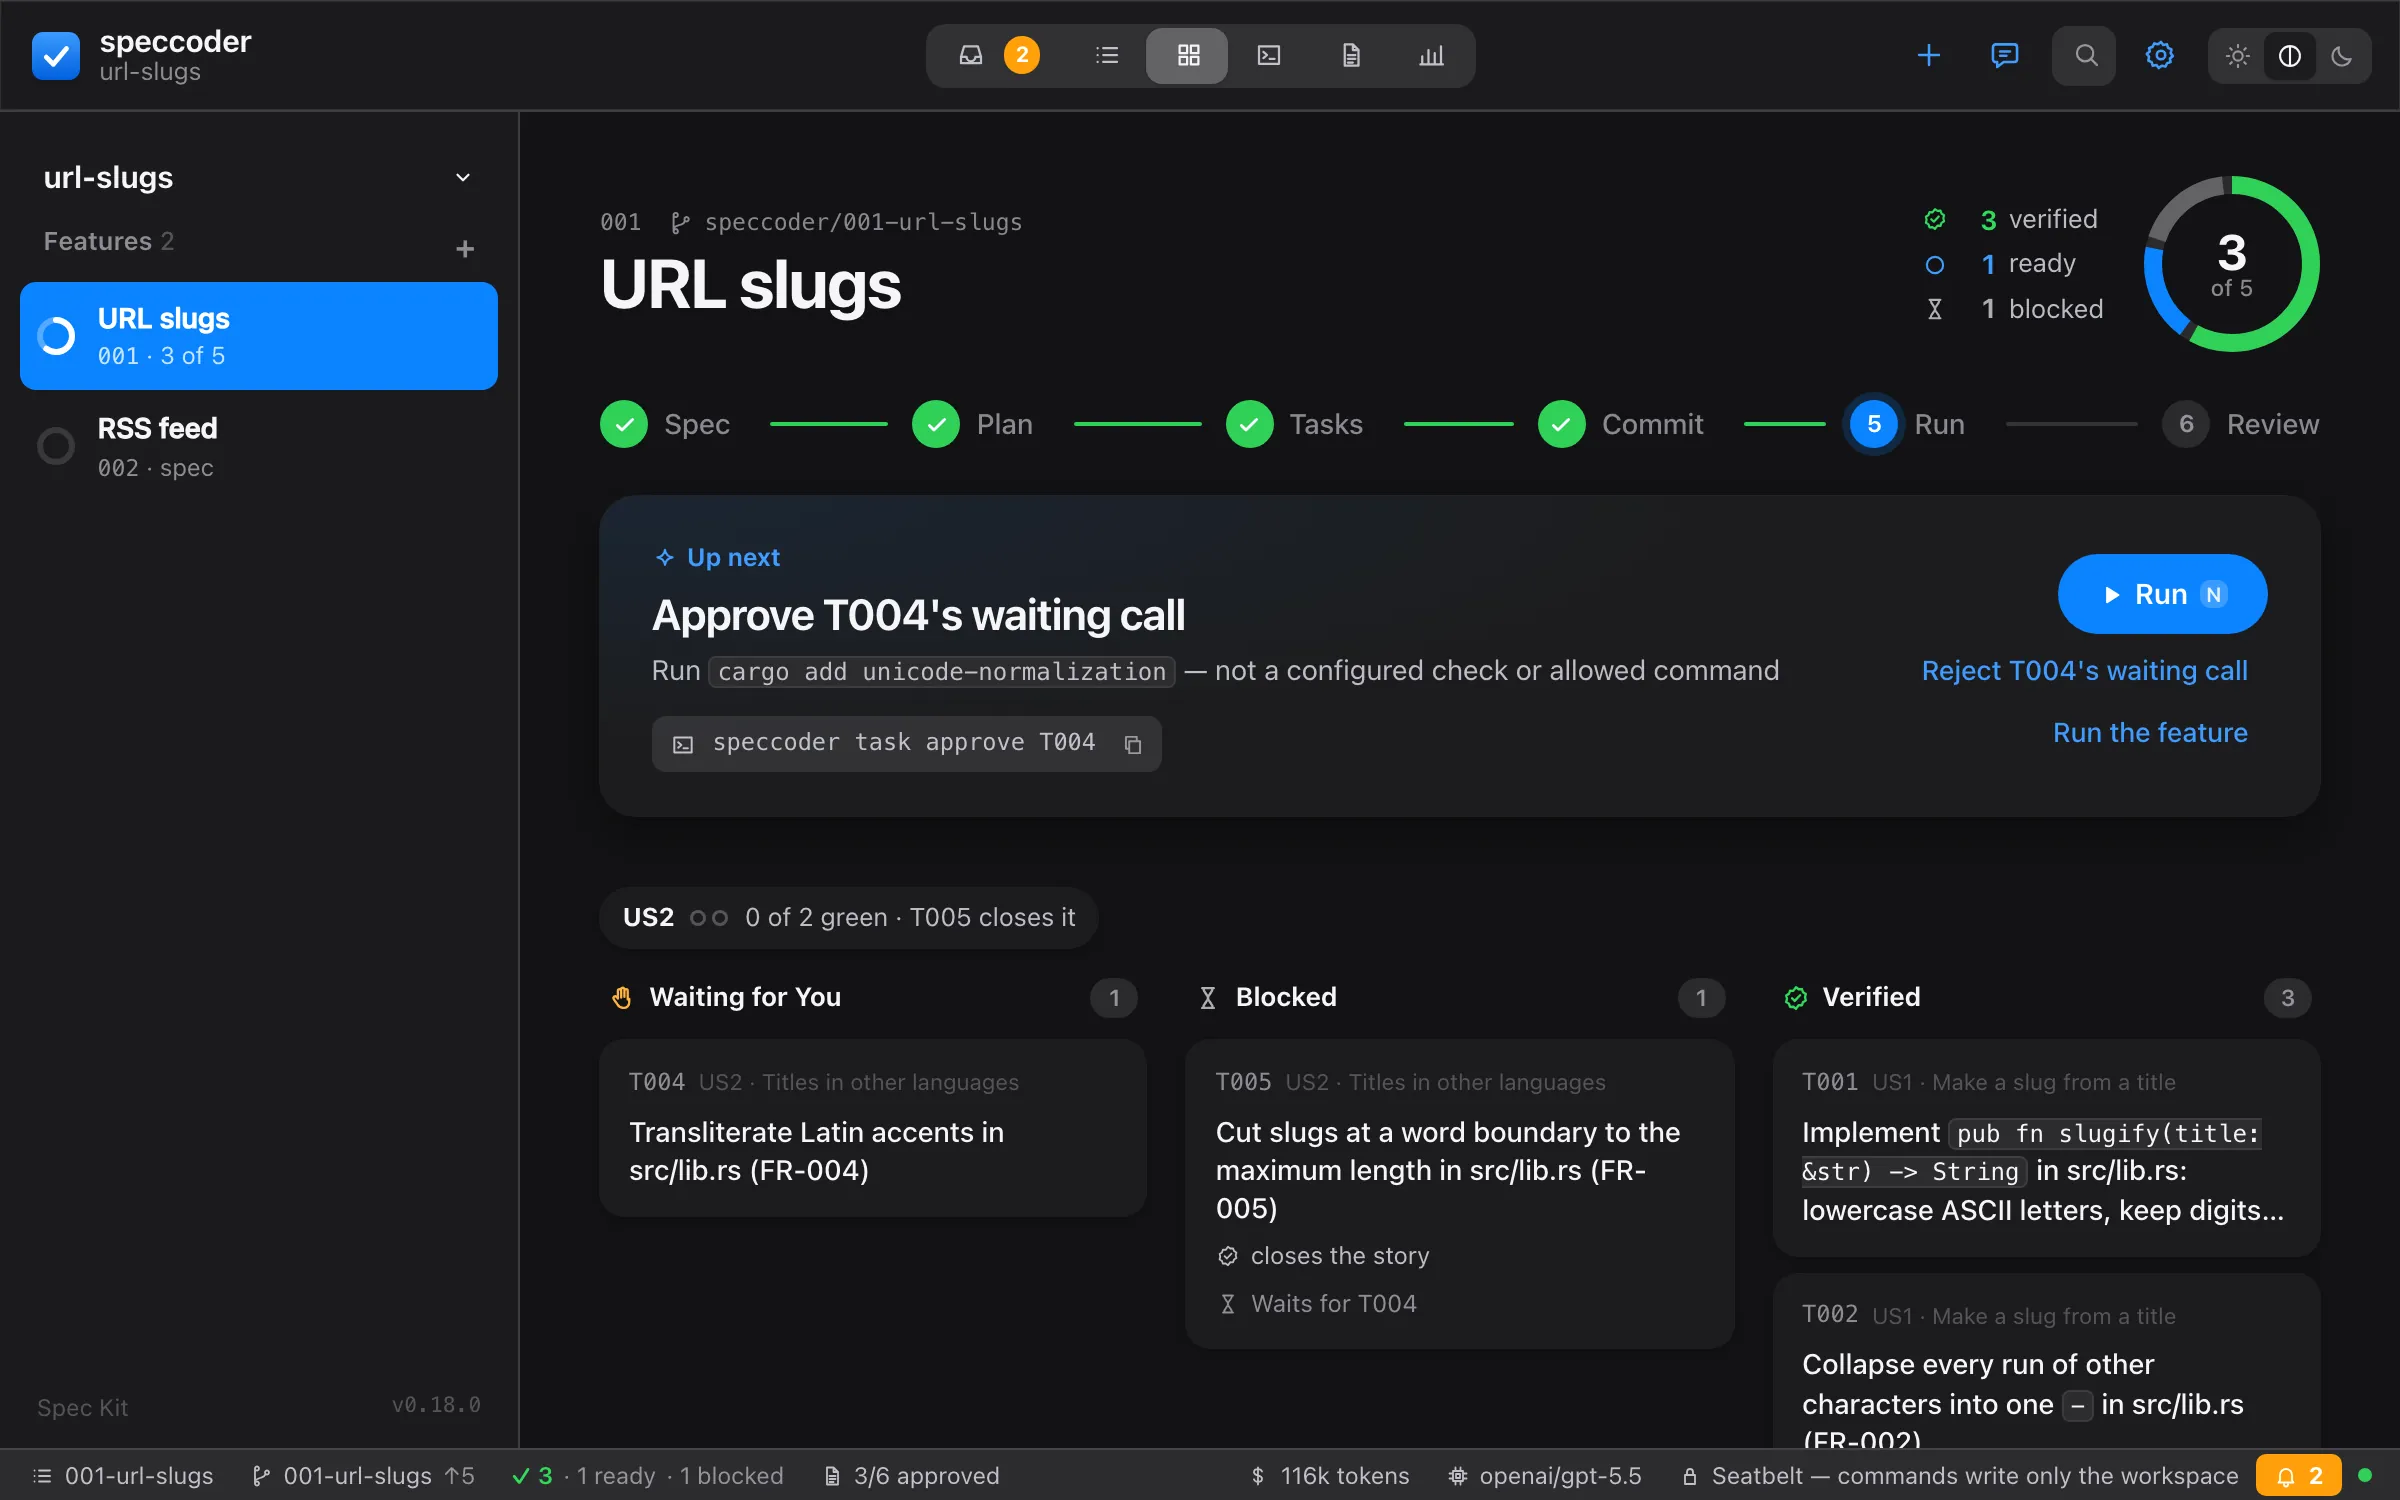 speccoder
url-slugs
2
url-slugs
Features 2
+
URL slugs
001 · 3 of 5
RSS feed
002 · spec
Spec Kit
v0.18.0
001 speccoder/001-url-slugs
URL slugs
3 verified
1 ready
1 blocked
3
of 5
Spec
Plan
Tasks
Commit
5 Run
6 Review
Up next
Approve T004's waiting call
Run cargo add unicode-normalization — not a configured check or allowed command
speccoder task approve T004
Run N
Reject T004's waiting call
Run the feature
US2 0 of 2 green · T005 closes it
Waiting for You 1
T004 US2 · Titles in other languages
Transliterate Latin accents in
src/lib.rs (FR-004)
Blocked 1
T005 US2 · Titles in other languages
Cut slugs at a word boundary to the
maximum length in src/lib.rs (FR-
005)
closes the story
Waits for T004
Verified 3
T001 US1 · Make a slug from a title
Implement pub fn slugify(title:
&str) -> String in src/lib.rs:
lowercase ASCII letters, keep digits...
T002 US1 · Make a slug from a title
Collapse every run of other
characters into one - in src/lib.rs
(FR-002)
001-url-slugs
001-url-slugs ↑5
3 · 1 ready · 1 blocked
3/6 approved
$ 116k tokens
openai/gpt-5.5
Seatbelt — commands write only the workspace
2